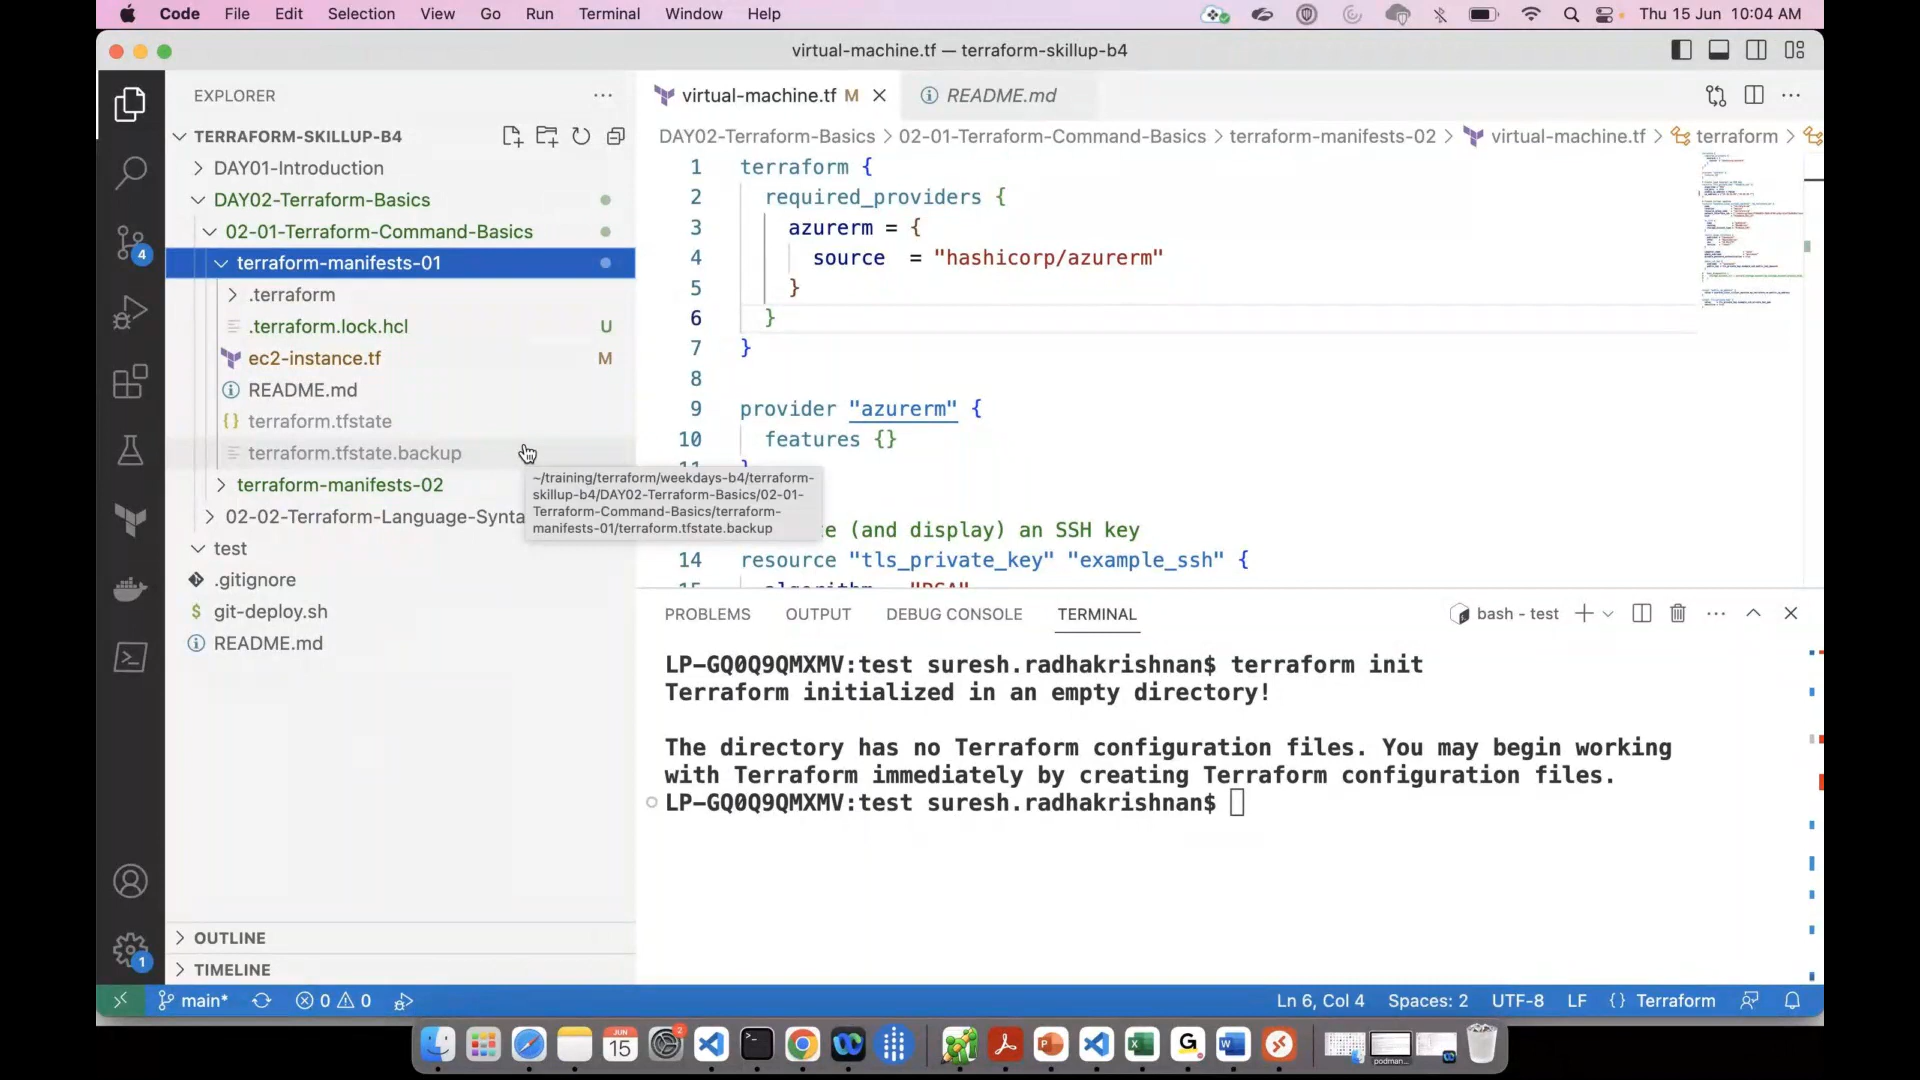 Code File Edit Selection View Go Run Terminal Window Help
Thu 15 Jun 10:04 AM
virtual-machine.tf — terraform-skillup-b4
EXPLORER
TERRAFORM-SKILLUP-B4
DAY01-Introduction
DAY02-Terraform-Basics
02-01-Terraform-Command-Basics
terraform-manifests-01
.terraform
.terraform.lock.hcl U
ec2-instance.tf M
README.md
terraform.tfstate
terraform.tfstate.backup
terraform-manifests-02
02-02-Terraform-Language-Synta
test
.gitignore
git-deploy.sh
README.md
OUTLINE
TIMELINE
4
1
~/training/terraform/weekdays-b4/terraform-
skillup-b4/DAY02-Terraform-Basics/02-01-
Terraform-Command-Basics/terraform-
manifests-01/terraform.tfstate.backup
virtual-machine.tf M
README.md
DAY02-Terraform-Basics > 02-01-Terraform-Command-Basics > terraform-manifests-02 > virtual-machine.tf > terraform >
1 terraform {
2 required_providers {
3 azurerm = {
4 source = "hashicorp/azurerm"
5 }
6 }
7 }
8
9 provider "azurerm" {
10 features {}
11 }
(and display) an SSH key
14 resource "tls_private_key" "example_ssh" {
15 algorithm = "RSA"
PROBLEMS OUTPUT DEBUG CONSOLE TERMINAL
bash - test
LP-GQ0Q9QMXMV:test suresh.radhakrishnan$ terraform init
Terraform initialized in an empty directory!
The directory has no Terraform configuration files. You may begin working
with Terraform immediately by creating Terraform configuration files.
LP-GQ0Q9QMXMV:test suresh.radhakrishnan$
main* 0 0
Ln 6, Col 4 Spaces: 2 UTF-8 LF {} Terraform
JUN
15
2
podman...